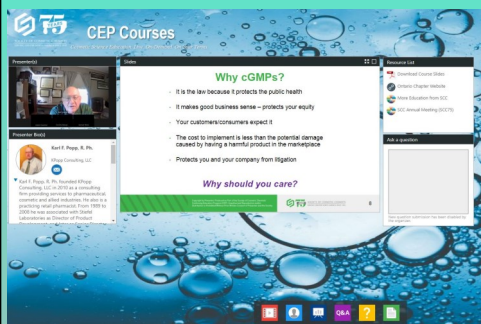 75
YEARS
CEP Courses
Presenter(s)
Slides
Why cGMPs?
It is the law because it protects the public health
It makes good business sense – protects your equity
Your customers/consumers expect it
The cost to implement is less than the potential damage
caused by having a harmful product in the marketplace
Protects you and your company from litigation
Why should you care?
8
Presenter Bio(s)
Karl F. Popp, R. Ph.
KPopp Consulting, LLC
Karl F. Popp, R. Ph. founded KPopp
Consulting, LLC in 2010 as a consulting
firm providing services to pharmaceutical,
cosmetic and allied industries. He also is a
practicing retail pharmacist. From 1999 to
2009 he was associated with Stiefel
Laboratories as Director of Product
Resource List
Download Course Slides
Ontario Chapter Website
More Education from SCC
SCC Annual Meeting (SCC75)
Ask a question
Q&A
?